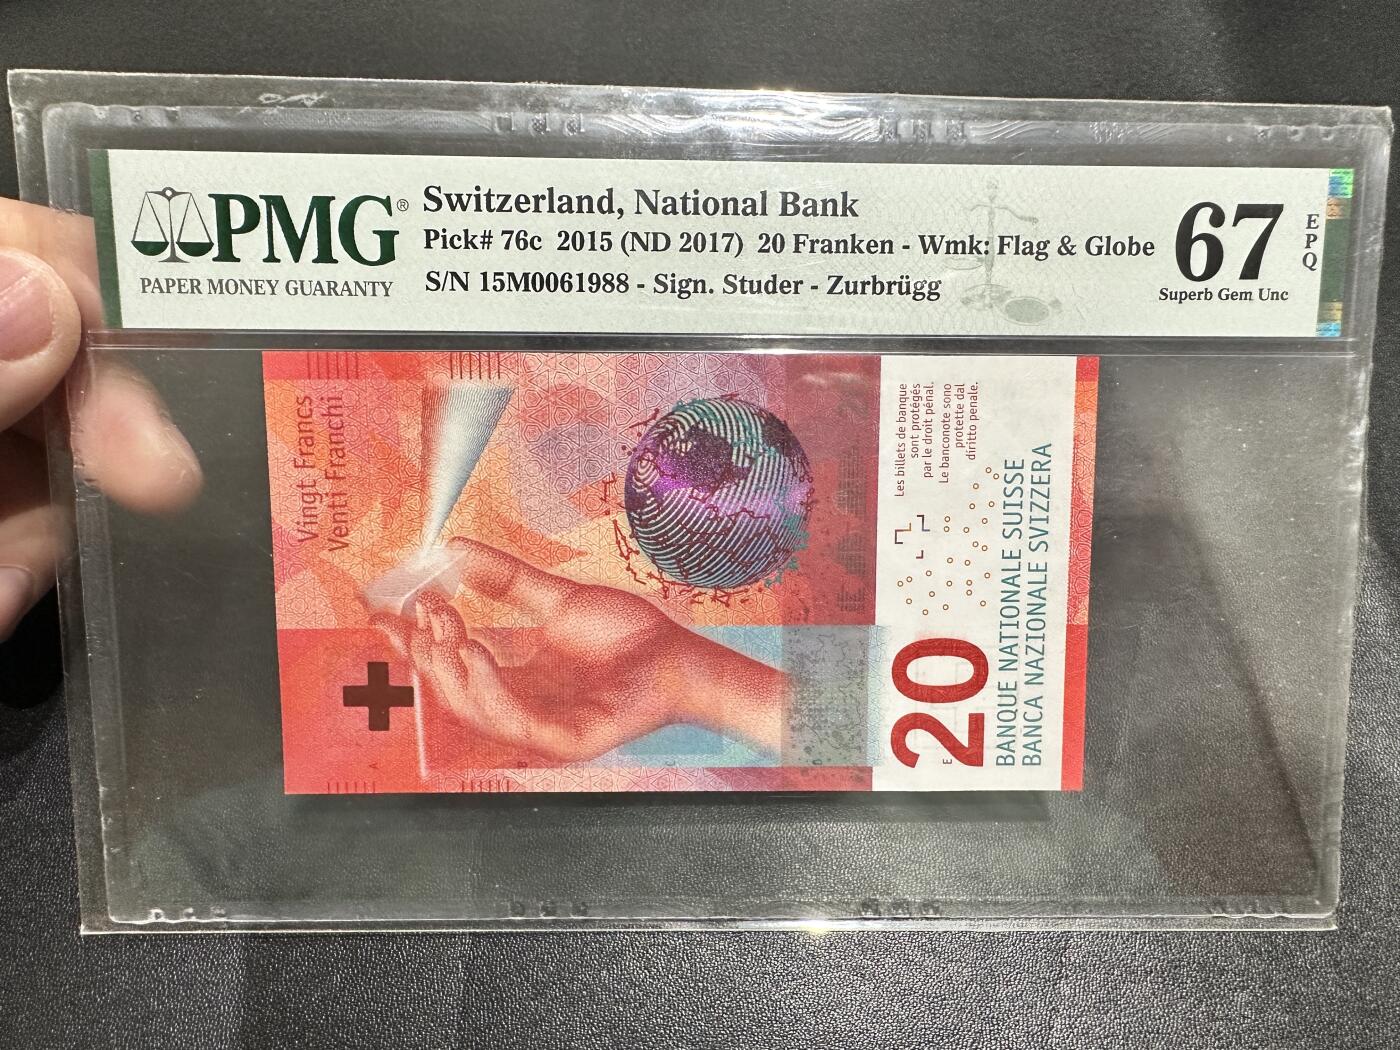 PMG®
PAPER MONEY GUARANTY
Switzerland, National Bank
Pick# 76c 2015 (ND 2017) 20 Franken - Wmk: Flag & Globe
S/N 15M0061988 - Sign. Studer - Zurbrügg
67
EPQ
Superb Gem Unc
Vingt Francs
Venti Franchi
Les billets de banque
sont protégés
par le droit pénal.
Le banconote sono
protette dal
diritto penale.
20
E
BANQUE NATIONALE SUISSE
BANCA NAZIONALE SVIZZERA
A
B
C
D